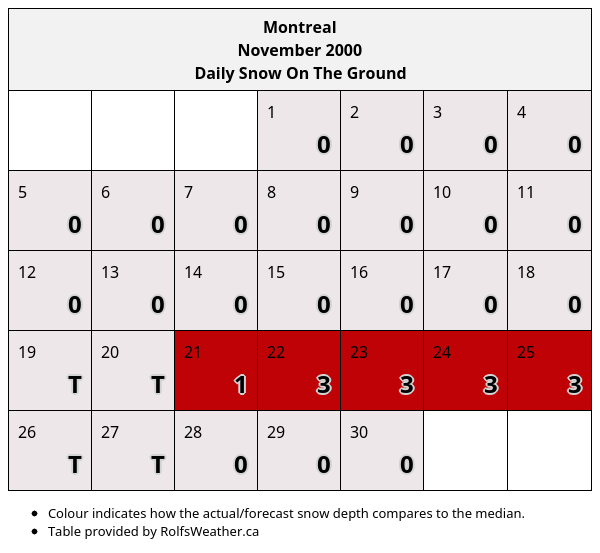 Montreal
November 2000
Daily Snow On The Ground
1 2 3 4
0 0 0 0
5 6 7 8 9 10 11
0 0 0 0 0 0 0
12 13 14 15 16 17 18
0 0 0 0 0 0 0
19 20 21 22 23 24 25
T T 1 3 3 3 3
26 27 28 29 30
T T 0 0 0
• Colour indicates how the actual/forecast snow depth compares to the median.
• Table provided by RolfsWeather.ca